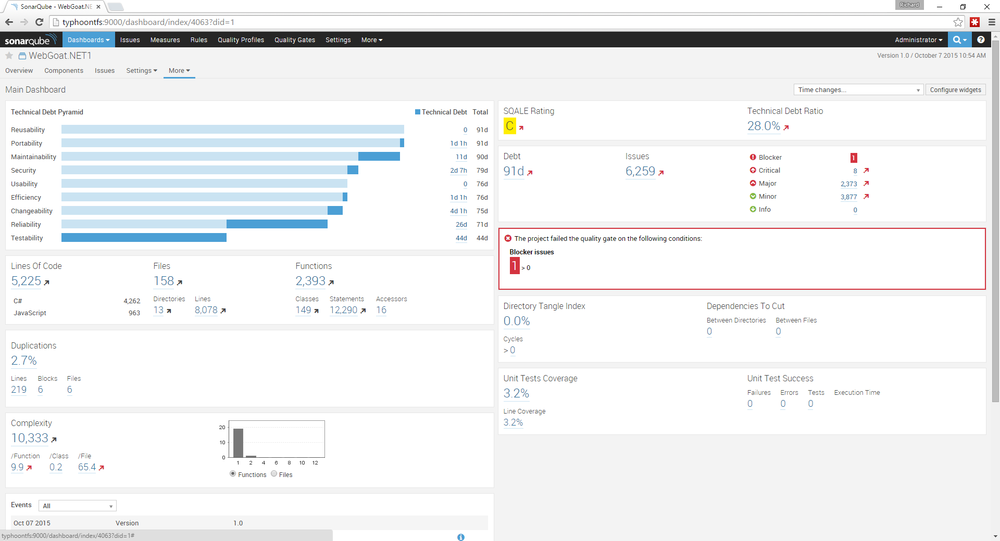 SonarQube - WebGoat.NE
Richard
typhoontfs:9000/dashboard/index/4063?did=1
sonarqube Dashboards Issues Measures Rules Quality Profiles Quality Gates Settings More Administrator
WebGoat.NET1
Version 1.0 / October 7 2015 10:54 AM
Overview Components Issues Settings More
Main Dashboard
Time changes...
Configure widgets
Technical Debt Pyramid Technical Debt Total
Reusability 0 91d
Portability 1d 1h 91d
Maintainability 11d 90d
Security 2d 7h 79d
Usability 0 76d
Efficiency 1d 1h 76d
Changeability 4d 1h 75d
Reliability 26d 71d
Testability 44d 44d
Lines Of Code Files Functions
5,225 158 2,393
C# 4,262
JavaScript 963
Directories Lines
13 8,078
Classes Statements Accessors
149 12,290 16
Duplications
2.7%
Lines Blocks Files
219 6 6
Complexity
10,333
/Function /Class /File
9.9 0.2 65.4
20
10
0
1 2 4 6 8 10 12
Functions Files
Events All
Oct 07 2015 Version 1.0
typhoontfs:9000/dashboard/index/4063?did=1#
SQALE Rating Technical Debt Ratio
C 28.0%
Debt Issues
91d 6,259
Blocker 1
Critical 8
Major 2,373
Minor 3,877
Info 0
The project failed the quality gate on the following conditions:
Blocker issues
1 > 0
Directory Tangle Index Dependencies To Cut
0.0%
Between Directories Between Files
0 0
Cycles
> 0
Unit Tests Coverage Unit Test Success
3.2%
Failures Errors Tests Execution Time
0 0 0
Line Coverage
3.2%